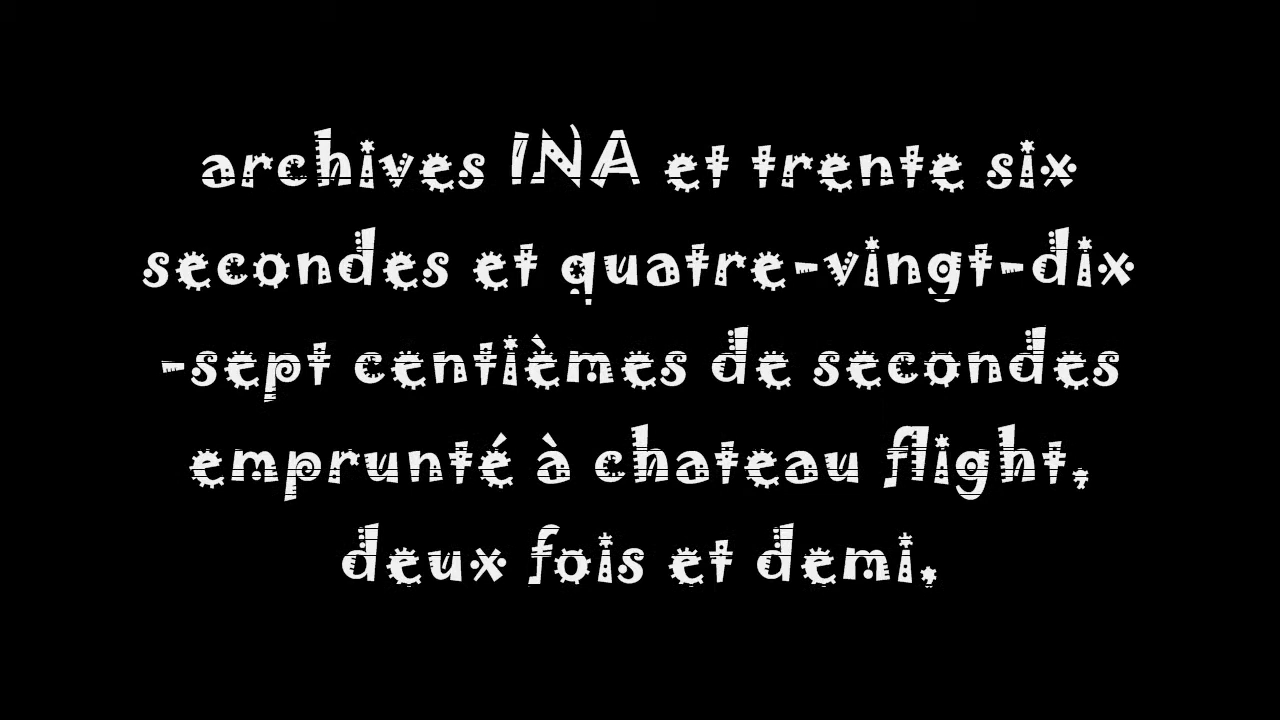 archives INA et trente six
secondes et quatre-vingt-dix
-sept centièmes de secondes
emprunté à chateau flight,
deux fois et demi,